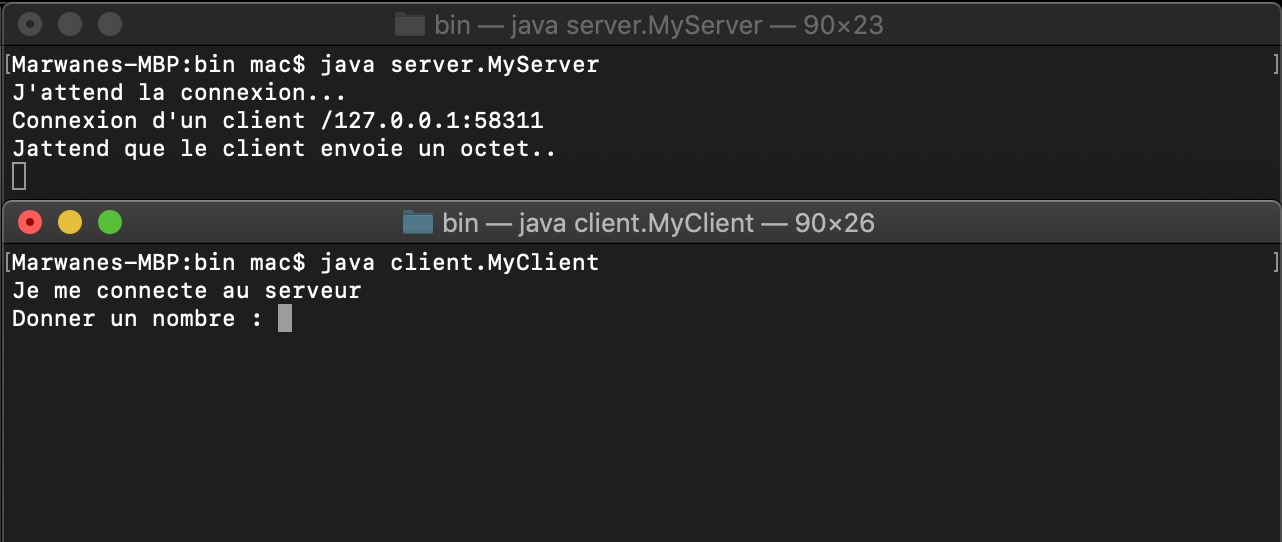 bin — java server.MyServer — 90×23
Marwanes-MBP:bin mac$ java server.MyServer
J'attend la connexion...
Connexion d'un client /127.0.0.1:58311
Jattend que le client envoie un octet..
bin — java client.MyClient — 90×26
Marwanes-MBP:bin mac$ java client.MyClient
Je me connecte au serveur
Donner un nombre :